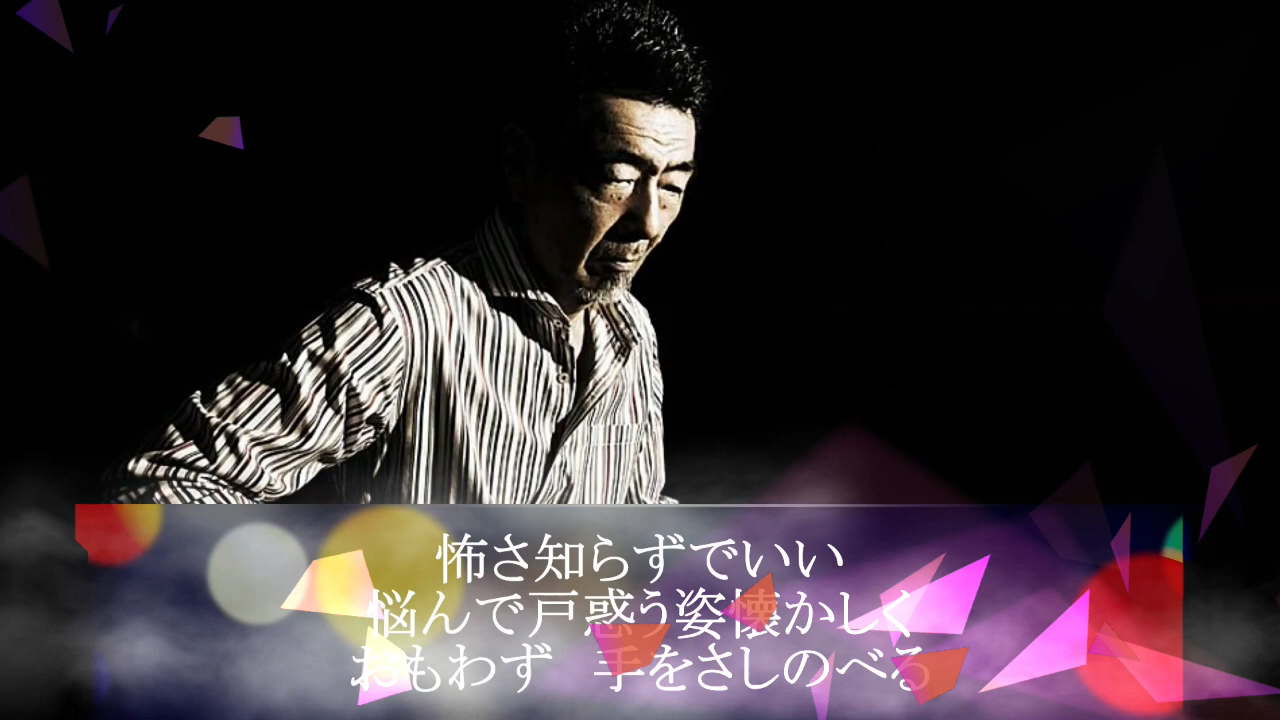 怖さ知らずでいい
悩んで戸惑う姿懐かしく
おもわず　手をさしのべる